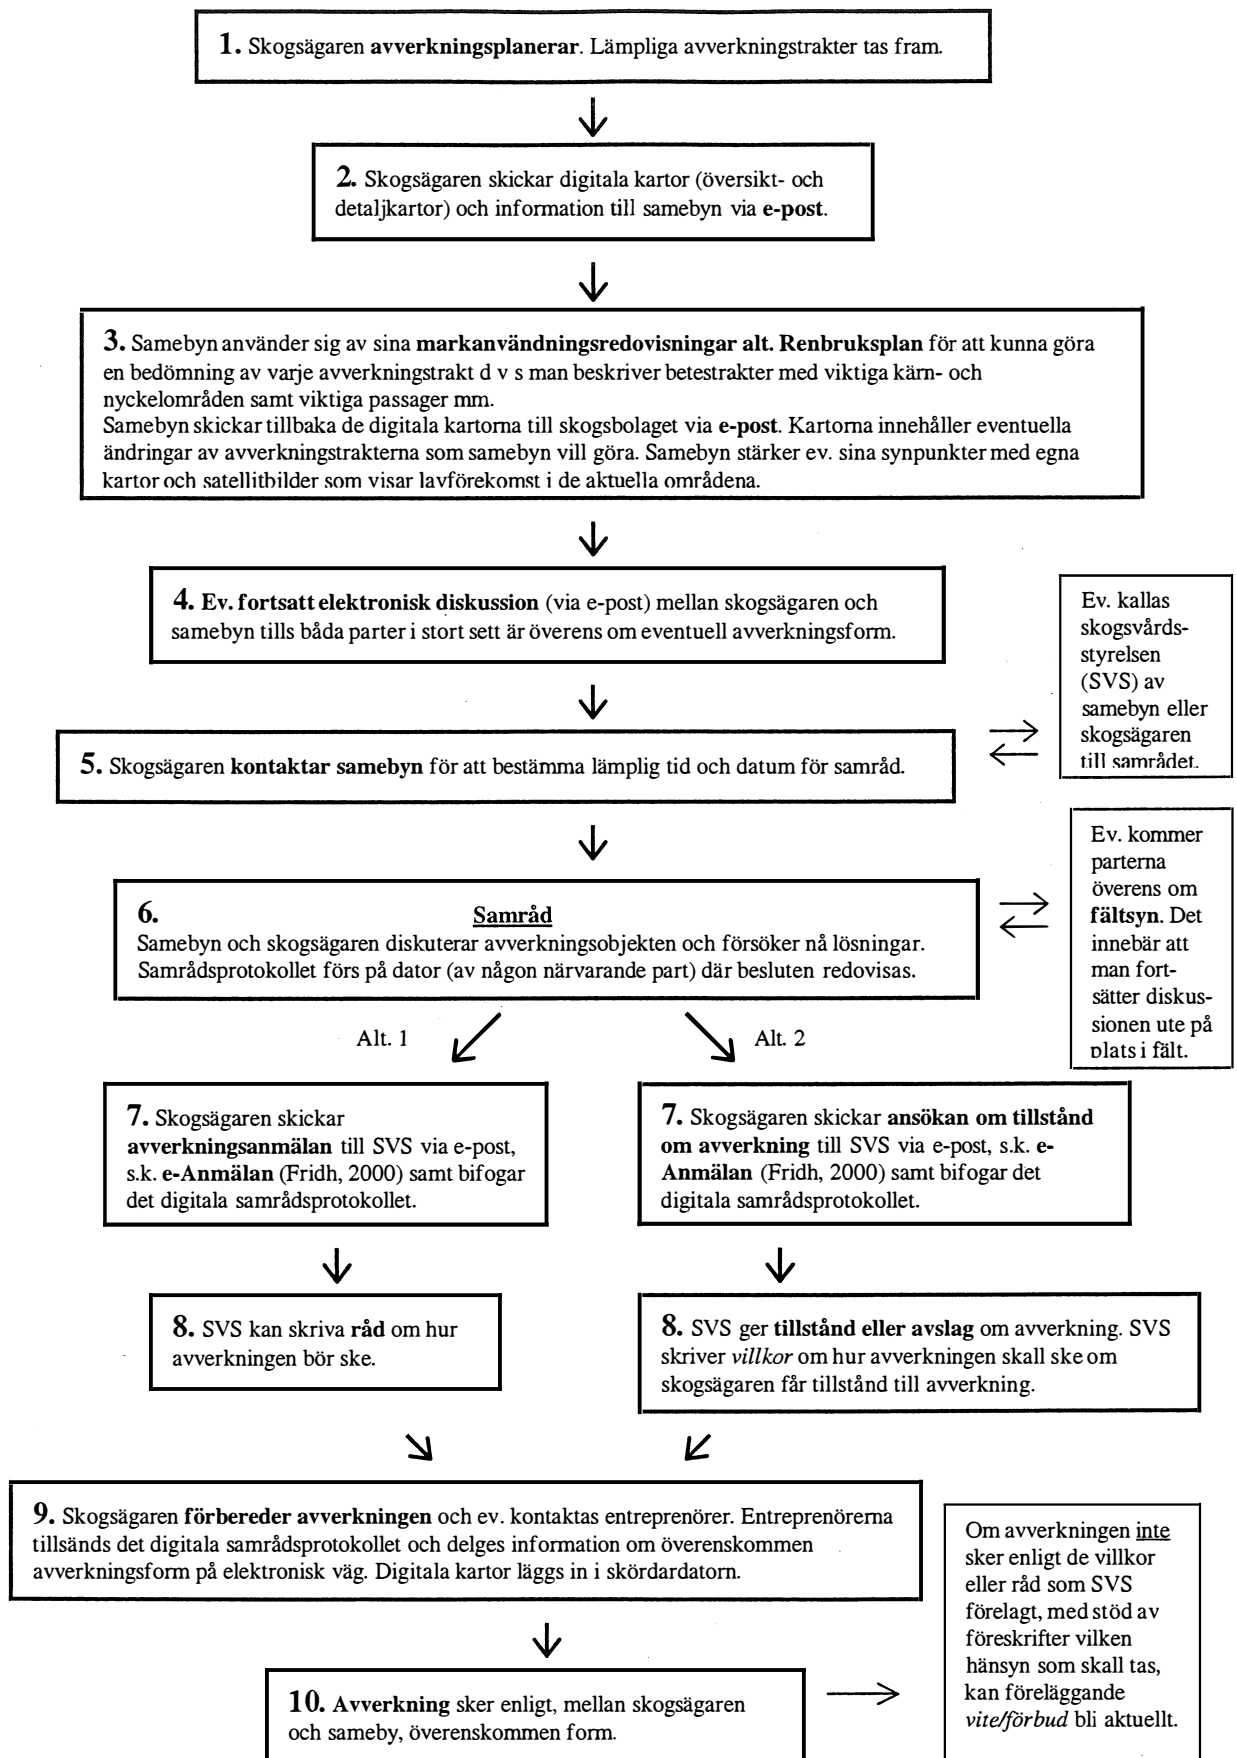 1. Skogsägaren avverkningsplanerar. Lämpliga avverkningstrakter tas fram.
2. Skogsägaren skickar digitala kartor (översikt- och
detaljkartor) och information till samebyn via e-post.
3. Samebyn använder sig av sina markanvändningsredovisningar alt. Renbruksplan för att kunna göra
en bedömning av varje avverkningstrakt d v s man beskriver betestrakter med viktiga kärn- och
nyckelområden samt viktiga passager mm.
Samebyn skickar tillbaka de digitala kartorna till skogsbolaget via e-post. Kartorna innehåller eventuella
ändringar av avverkningstrakterna som samebyn vill göra. Samebyn stärker ev. sina synpunkter med egna
kartor och satellitbilder som visar lavförekomst i de aktuella områdena.
4. Ev. fortsatt elektronisk diskussion (via e-post) mellan skogsägaren och
samebyn tills båda parter i stort sett är överens om eventuell avverkningsform.
Ev. kallas
skogsvårds-
styrelsen
(SVS) av
samebyn eller
skogsägaren
till samrådet.
5. Skogsägaren kontaktar samebyn för att bestämma lämplig tid och datum för samråd.
6. Samråd
Samebyn och skogsägaren diskuterar avverkningsobjekten och försöker nå lösningar.
Samrådsprotokollet förs på dator (av någon närvarande part) där besluten redovisas.
Ev. kommer
parterna
överens om
fältsyn. Det
innebär att
man fort-
sätter diskus-
sionen ute på
plats i fält.
Alt. 1
Alt. 2
7. Skogsägaren skickar
avverkningsanmälan till SVS via e-post,
s.k. e-Anmälan (Fridh, 2000) samt bifogar
det digitala samrådsprotokollet.
7. Skogsägaren skickar ansökan om tillstånd
om avverkning till SVS via e-post, s.k. e-
Anmälan (Fridh, 2000) samt bifogar det
digitala samrådsprotokollet.
8. SVS kan skriva råd om hur
avverkningen bör ske.
8. SVS ger tillstånd eller avslag om avverkning. SVS
skriver villkor om hur avverkningen skall ske om
skogsägaren får tillstånd till avverkning.
9. Skogsägaren förbereder avverkningen och ev. kontaktas entreprenörer. Entreprenörerna
tillsänds det digitala samrådsprotokollet och delges information om överenskommen
avverkningsform på elektronisk väg. Digitala kartor läggs in i skördardatorn.
10. Avverkning sker enligt, mellan skogsägaren
och sameby, överenskommen form.
Om avverkningen inte
sker enligt de villkor
eller råd som SVS
förelagt, med stöd av
föreskrifter vilken
hänsyn som skall tas,
kan föreläggande
vite/förbud bli aktuellt.